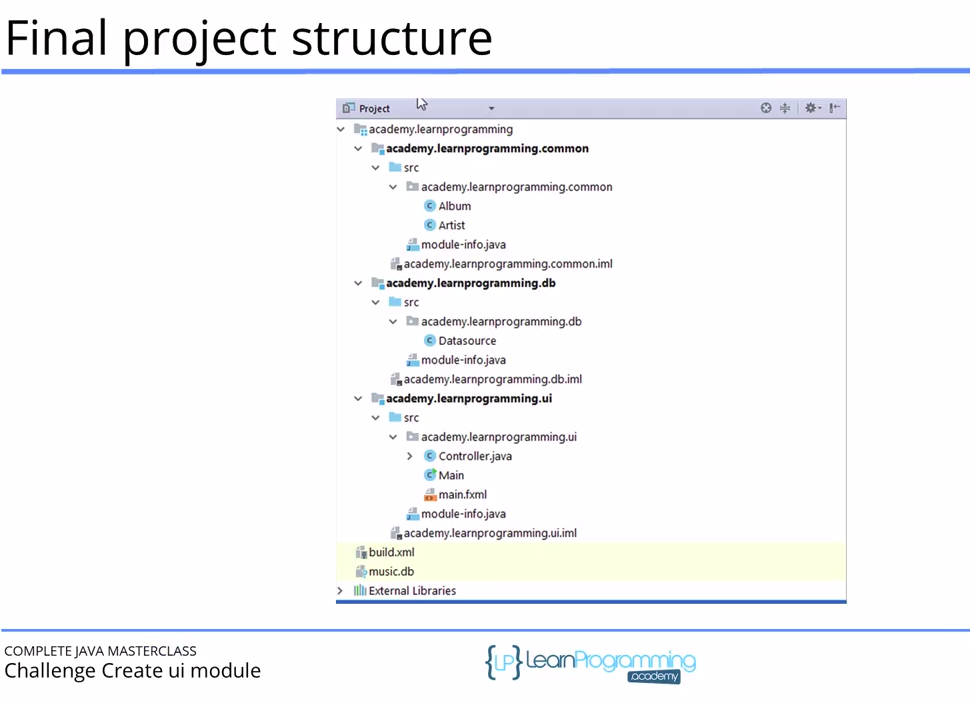 Final project structure
Project
academy.learnprogramming
academy.learnprogramming.common
src
academy.learnprogramming.common
C Album
C Artist
module-info.java
academy.learnprogramming.common.iml
academy.learnprogramming.db
src
academy.learnprogramming.db
C Datasource
module-info.java
academy.learnprogramming.db.iml
academy.learnprogramming.ui
src
academy.learnprogramming.ui
C Controller.java
C Main
main.fxml
module-info.java
academy.learnprogramming.ui.iml
build.xml
music.db
External Libraries
COMPLETE JAVA MASTERCLASS
Challenge Create ui module
{LP} LearnProgramming
.academy